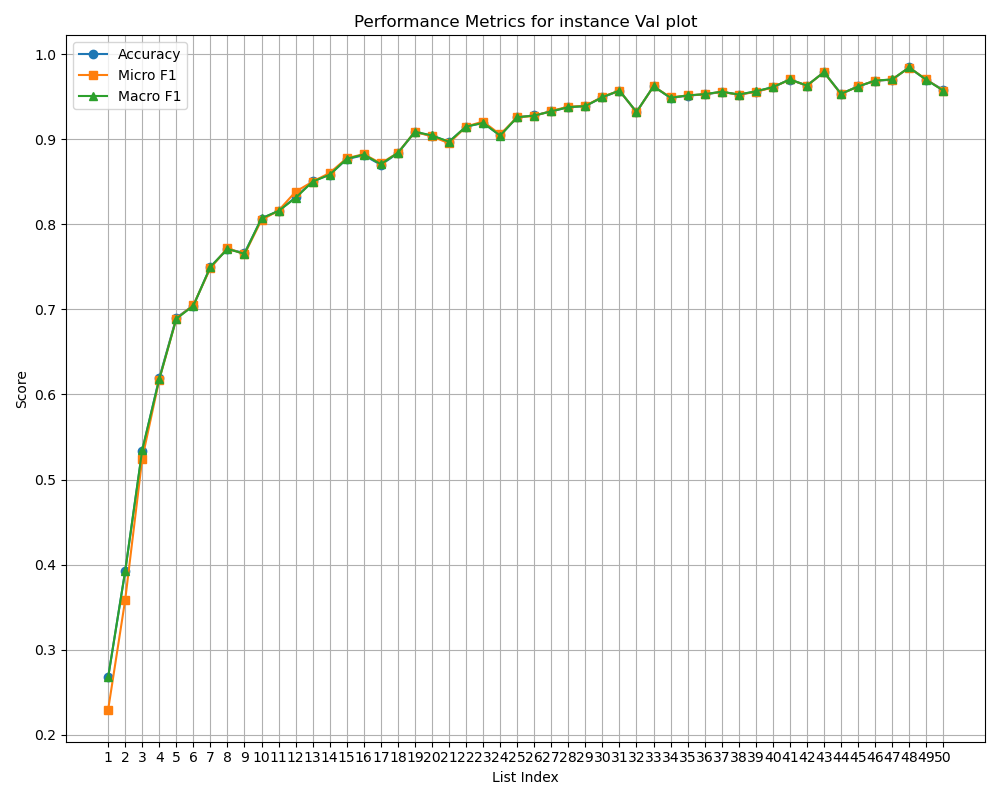 Performance Metrics for instance Val plot
Accuracy
Micro F1
Macro F1
Score
1.0
0.9
0.8
0.7
0.6
0.5
0.4
0.3
0.2
1 2 3 4 5 6 7 8 9 10 11 12 13 14 15 16 17 18 19 20 21 22 23 24 25 26 27 28 29 30 31 32 33 34 35 36 37 38 39 40 41 42 43 44 45 46 47 48 49 50
List Index